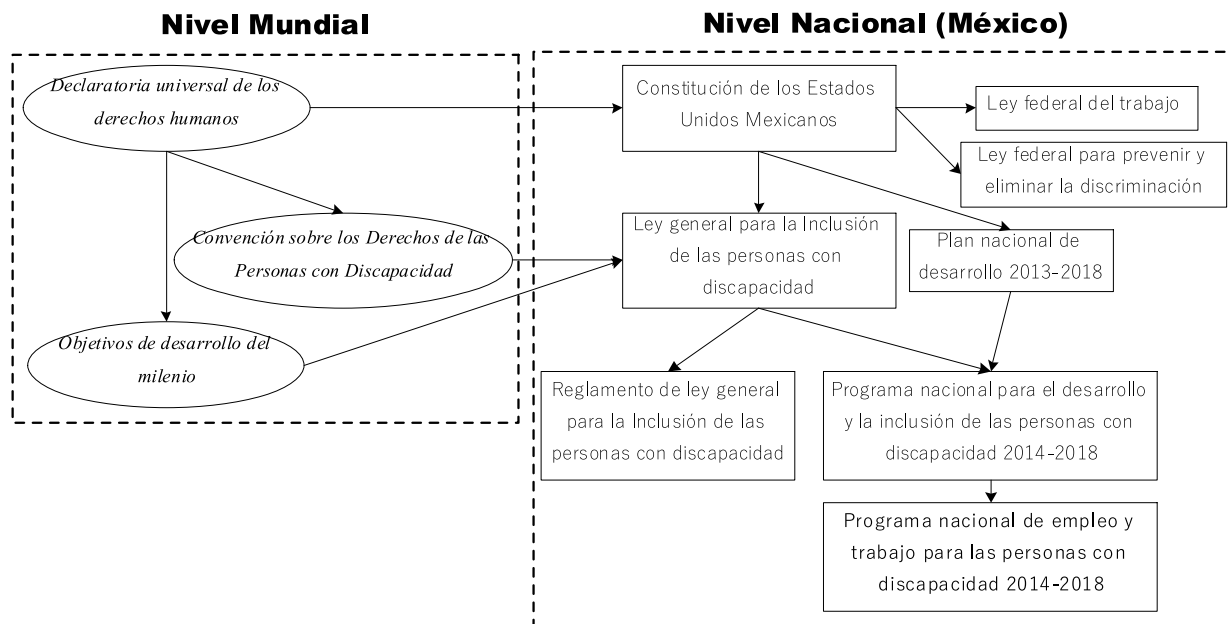 Nivel Mundial
Declaratoria universal de los
derechos humanos
Convención sobre los Derechos de las
Personas con Discapacidad
Objetivos de desarrollo del
milenio
Nivel Nacional (México)
Constitución de los Estados
Unidos Mexicanos
Ley federal del trabajo
Ley federal para prevenir y
eliminar la discriminación
Ley general para la Inclusión
de las personas con
discapacidad
Plan nacional de
desarrollo 2013-2018
Reglamento de ley general
para la Inclusión de las
personas con discapacidad
Programa nacional para el desarrollo
y la inclusión de las personas con
discapacidad 2014-2018
Programa nacional de empleo y
trabajo para las personas con
discapacidad 2014-2018